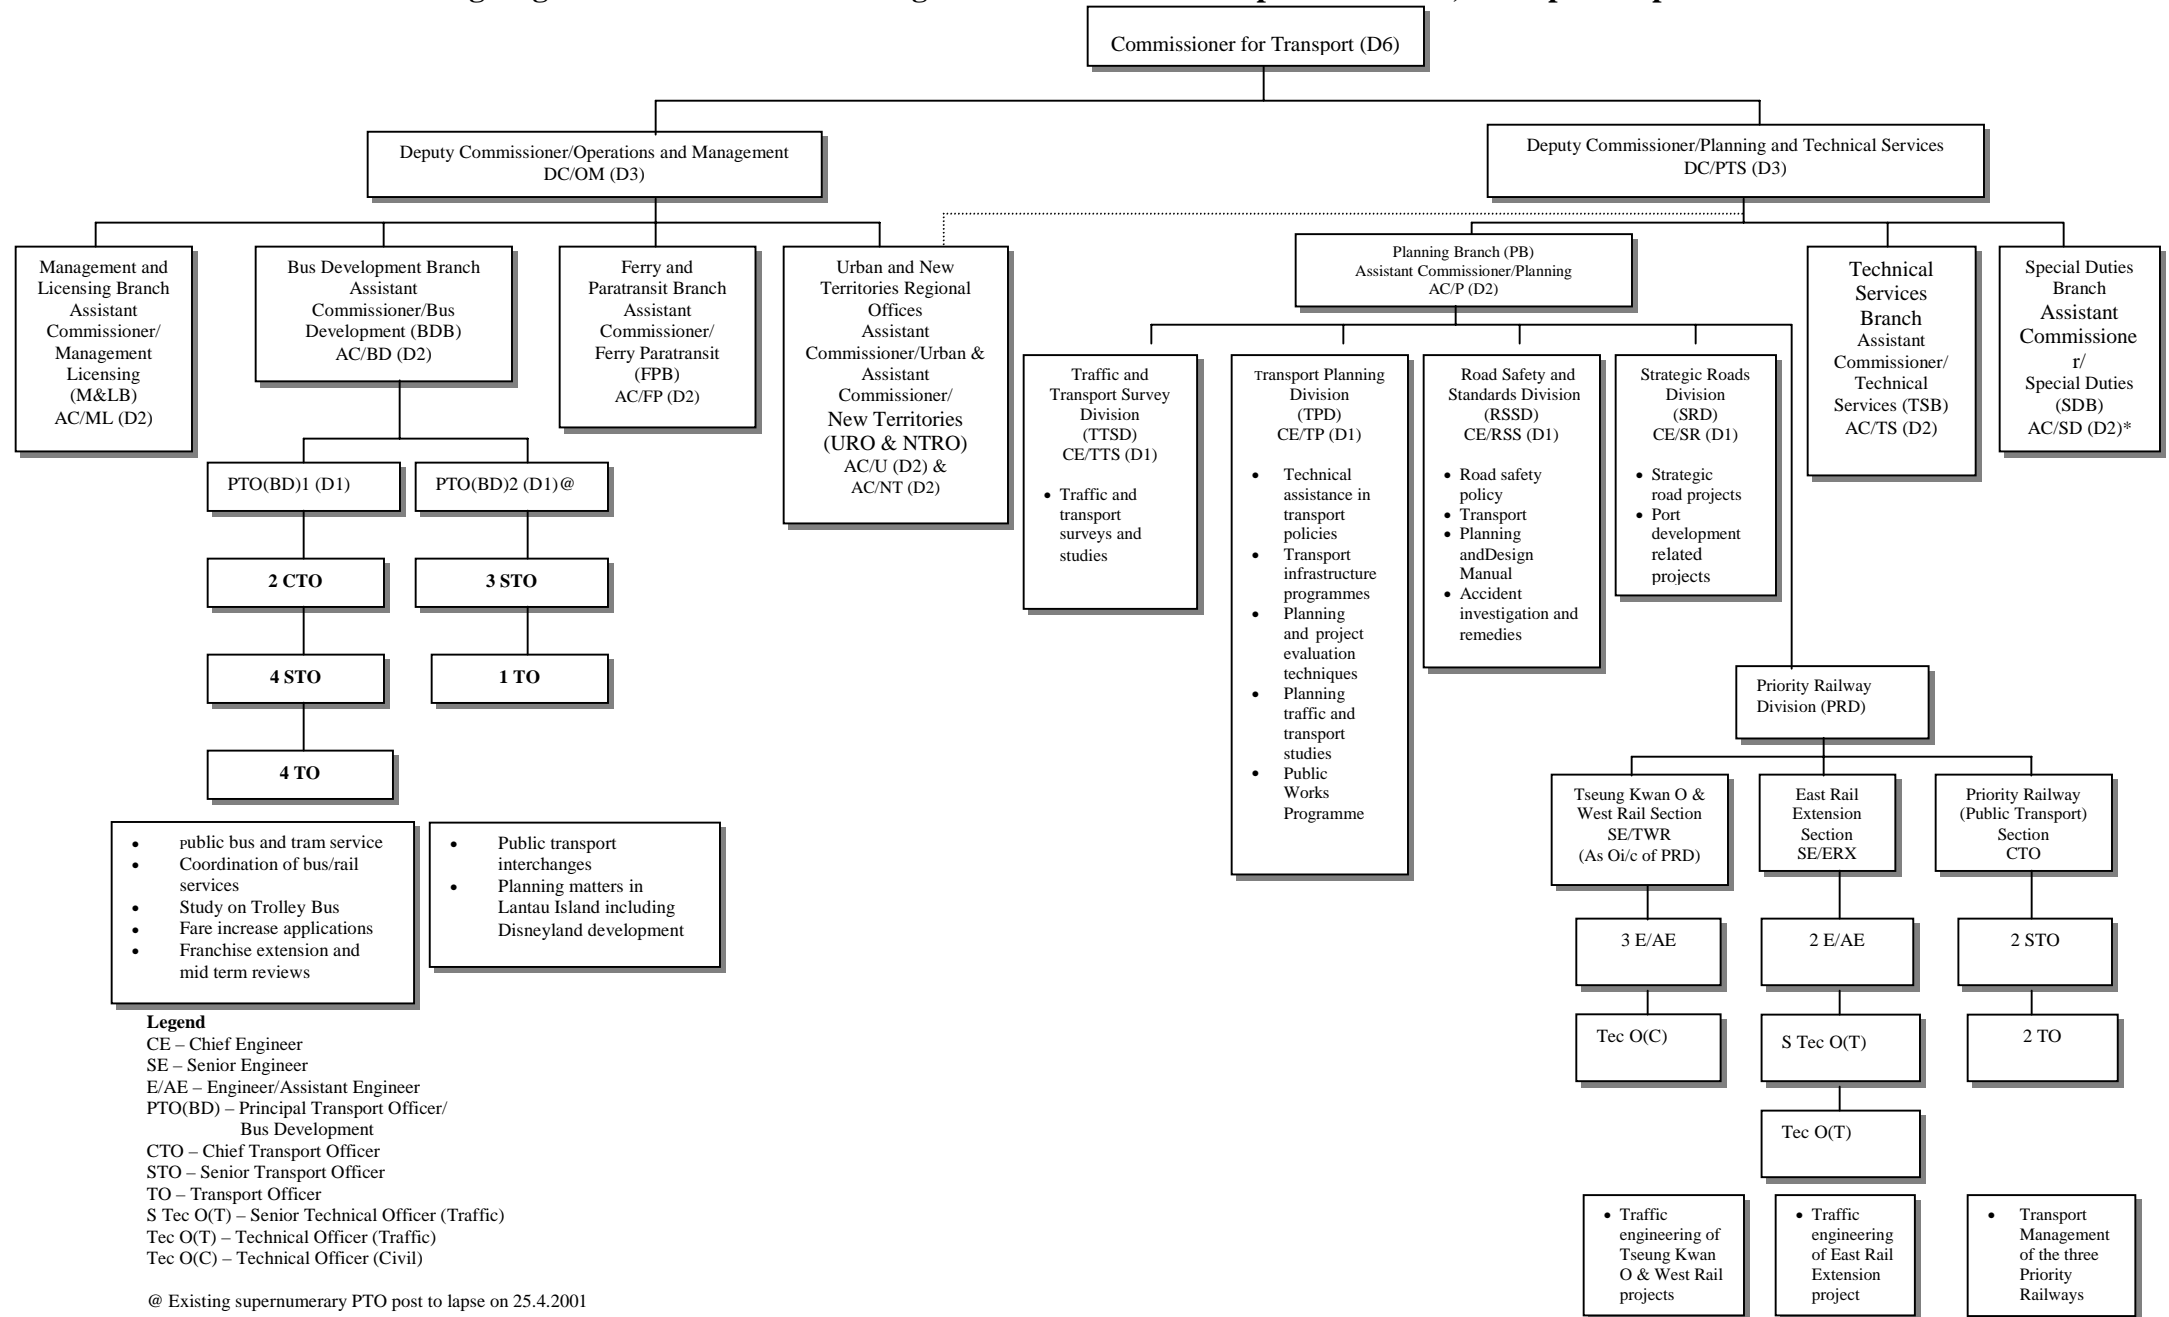 Commissioner for Transport (D6)
Deputy Commissioner/Operations and Management
DC/OM (D3)
Deputy Commissioner/Planning and Technical Services
DC/PTS (D3)
Management and
Licensing Branch
Assistant
Commissioner/
Management
Licensing
(M&LB)
AC/ML (D2)
Bus Development Branch
Assistant
Commissioner/Bus
Development (BDB)
AC/BD (D2)
Ferry and
Paratransit Branch
Assistant
Commissioner/
Ferry Paratransit
(FPB)
AC/FP (D2)
Urban and New
Territories Regional
Offices
Assistant
Commissioner/Urban &
Assistant
Commissioner/
New Territories
(URO & NTRO)
AC/U (D2) &
AC/NT (D2)
Planning Branch (PB)
Assistant Commissioner/Planning
AC/P (D2)
Technical
Services
Branch
Assistant
Commissioner/
Technical
Services (TSB)
AC/TS (D2)
Special Duties
Branch
Assistant
Commissione
r/
Special Duties
(SDB)
AC/SD (D2)*
Traffic and
Transport Survey
Division
(TTSD)
CE/TTS (D1)
• Traffic and
transport
surveys and
studies
Transport Planning
Division
(TPD)
CE/TP (D1)
• Technical
assistance in
transport
policies
• Transport
infrastructure
programmes
• Planning
and project
evaluation
techniques
• Planning
traffic and
transport
studies
• Public
Works
Programme
Road Safety and
Standards Division
(RSSD)
CE/RSS (D1)
• Road safety
policy
• Transport
• Planning
andDesign
Manual
• Accident
investigation and
remedies
Strategic Roads
Division
(SRD)
CE/SR (D1)
• Strategic
road projects
• Port
development
related
projects
PTO(BD)1 (D1)
PTO(BD)2 (D1)@
2 CTO
3 STO
4 STO
1 TO
4 TO
• Public bus and tram service
• Coordination of bus/rail
services
• Study on Trolley Bus
• Fare increase applications
• Franchise extension and
mid term reviews
• Public transport
interchanges
• Planning matters in
Lantau Island including
Disneyland development
Priority Railway
Division (PRD)
Tseung Kwan O &
West Rail Section
SE/TWR
(As Oi/c of PRD)
East Rail
Extension
Section
SE/ERX
Priority Railway
(Public Transport)
Section
CTO
3 E/AE
2 E/AE
2 STO
Tec O(C)
S Tec O(T)
2 TO
Tec O(T)
• Traffic
engineering of
Tseung Kwan
O & West Rail
projects
• Traffic
engineering
of East Rail
Extension
project
• Transport
Management
of the three
Priority
Railways
Legend
CE – Chief Engineer
SE – Senior Engineer
E/AE – Engineer/Assistant Engineer
PTO(BD) – Principal Transport Officer/
Bus Development
CTO – Chief Transport Officer
STO – Senior Transport Officer
TO – Transport Officer
S Tec O(T) – Senior Technical Officer (Traffic)
Tec O(T) – Technical Officer (Traffic)
Tec O(C) – Technical Officer (Civil)
@ Existing supernumerary PTO post to lapse on 25.4.2001